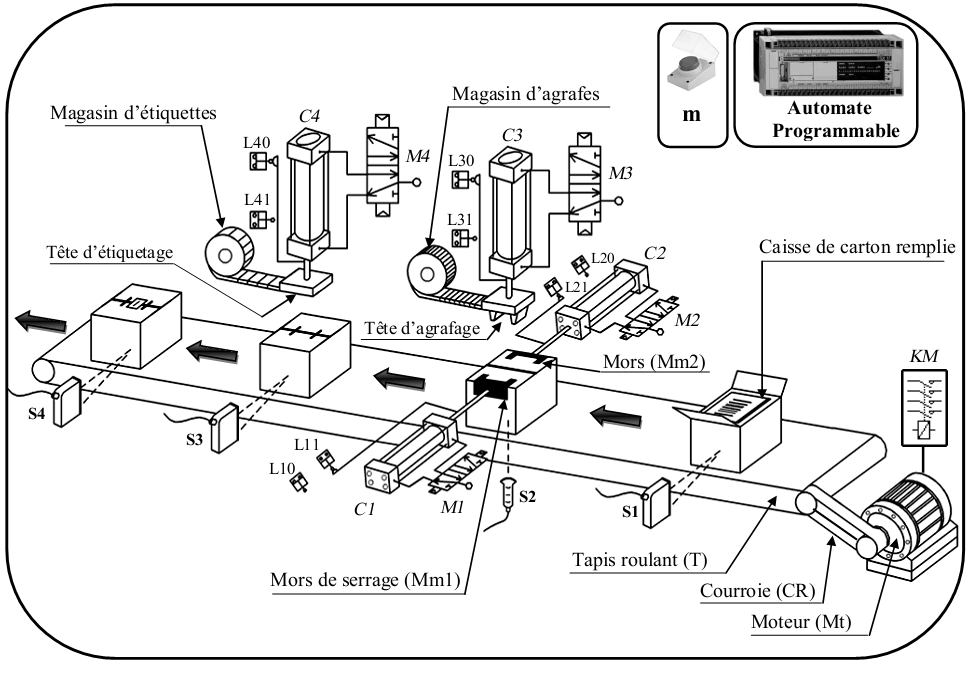 m
Automate
Programmable
Magasin d'étiquettes
C4
L40
M4
L41
Magasin d'agrafes
C3
L30
M3
L31
Tête d'étiquetage
Tête d'agrafage
L20
C2
L21
M2
Mors (Mm2)
Caisse de carton remplie
KM
S4
S3
L11
L10
C1
M1
S2
S1
Mors de serrage (Mm1)
Tapis roulant (T)
Courroie (CR)
Moteur (Mt)